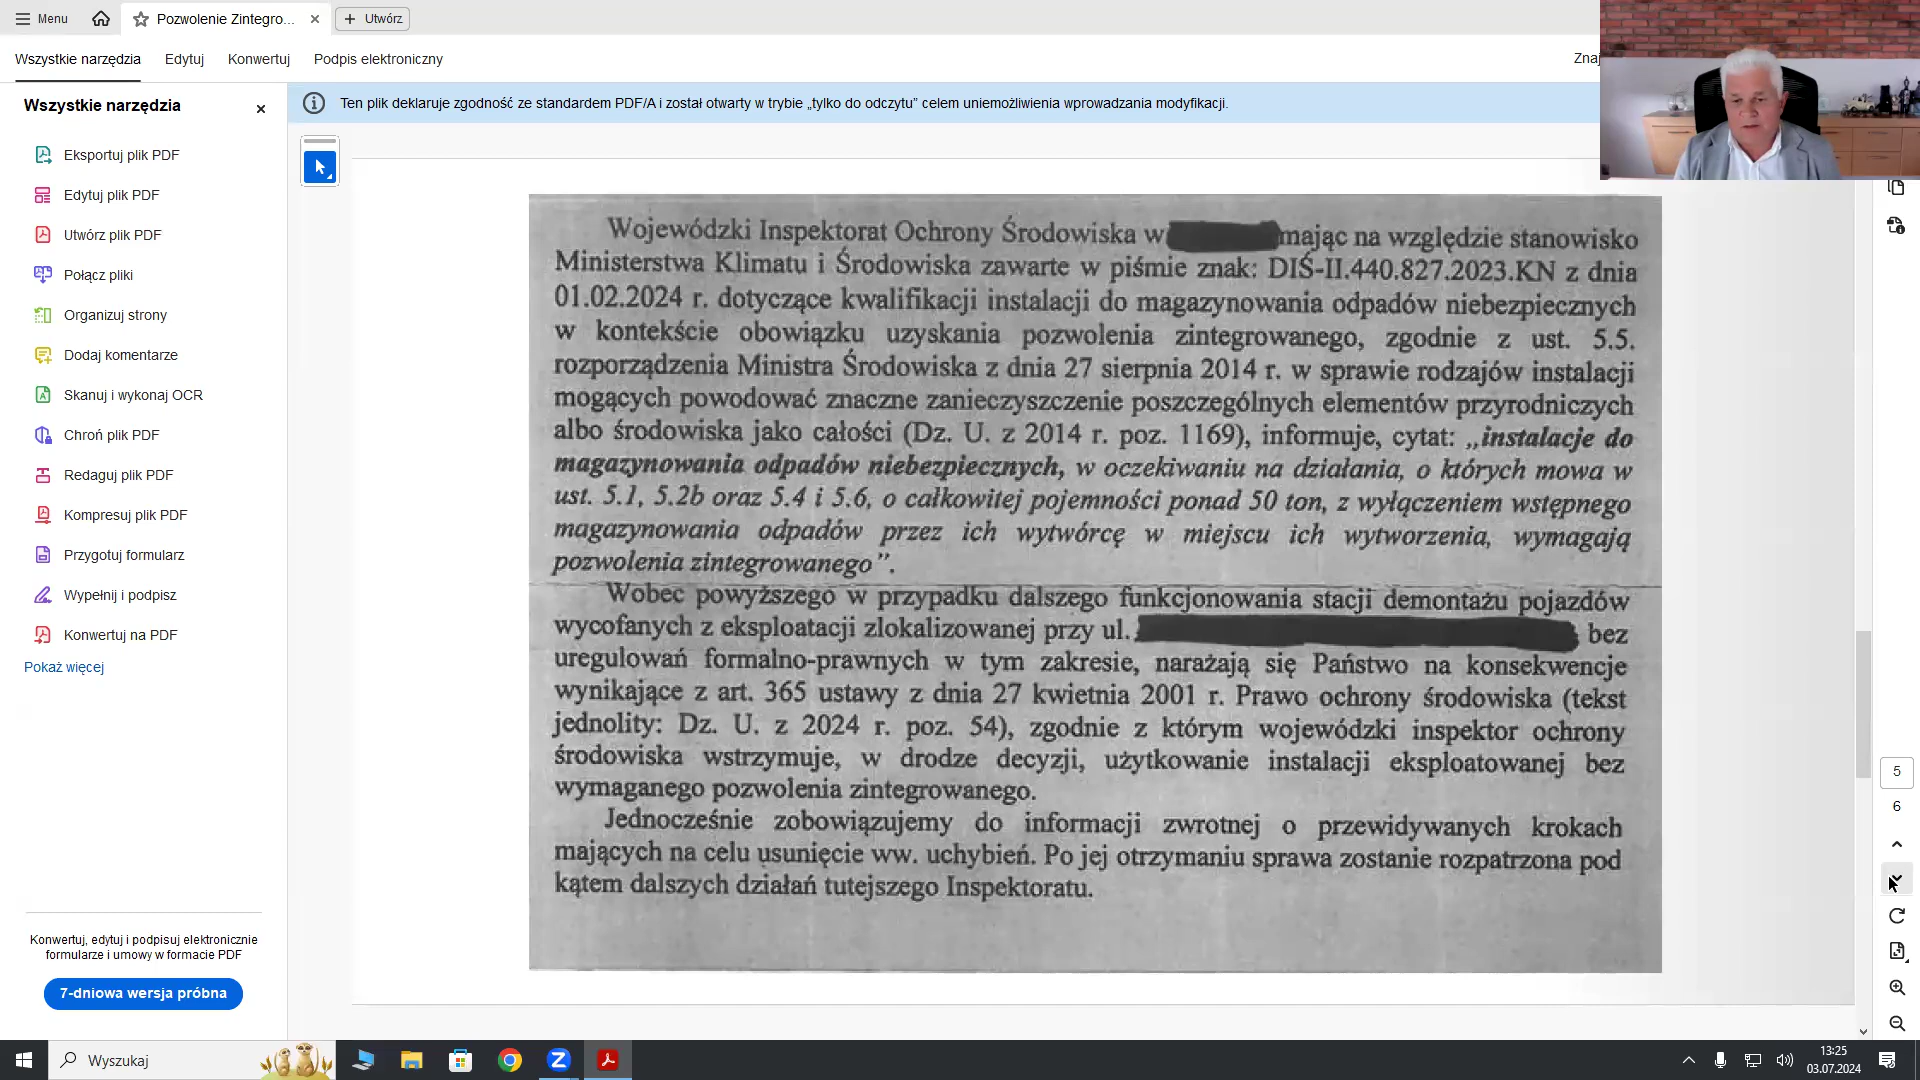 Menu
Pozwolenie Zintegro...
Utwórz
Wszystkie narzędzia
Edytuj
Konwertuj
Podpis elektroniczny
Znaj
Wszystkie narzędzia
Ten plik deklaruje zgodność ze standardem PDF/A i został otwarty w trybie „tylko do odczytu” celem uniemożliwienia wprowadzania modyfikacji.
Eksportuj plik PDF
Edytuj plik PDF
Utwórz plik PDF
Połącz pliki
Organizuj strony
Dodaj komentarze
Skanuj i wykonaj OCR
Chroń plik PDF
Redaguj plik PDF
Kompresuj plik PDF
Przygotuj formularz
Wypełnij i podpisz
Konwertuj na PDF
Pokaż więcej
Konwertuj, edytuj i podpisuj elektronicznie
formularze i umowy w formacie PDF
7-dniowa wersja próbna
Wojewódzki Inspektorat Ochrony Środowiska w mając na względzie stanowisko
Ministerstwa Klimatu i Środowiska zawarte w piśmie znak: DIŚ-II.440.827.2023.KN z dnia
01.02.2024 r. dotyczące kwalifikacji instalacji do magazynowania odpadów niebezpiecznych
w kontekście obowiązku uzyskania pozwolenia zintegrowanego, zgodnie z ust. 5.5.
rozporządzenia Ministra Środowiska z dnia 27 sierpnia 2014 r. w sprawie rodzajów instalacji
mogących powodować znaczne zanieczyszczenie poszczególnych elementów przyrodniczych
albo środowiska jako całości (Dz. U. z 2014 r. poz. 1169), informuje, cytat: „instalacje do
magazynowania odpadów niebezpiecznych, w oczekiwaniu na działania, o których mowa w
ust. 5.1, 5.2b oraz 5.4 i 5.6, o całkowitej pojemności ponad 50 ton, z wyłączeniem wstępnego
magazynowania odpadów przez ich wytwórcę w miejscu ich wytworzenia, wymagają
pozwolenia zintegrowanego”.
Wobec powyższego w przypadku dalszego funkcjonowania stacji demontażu pojazdów
wycofanych z eksploatacji zlokalizowanej przy ul. bez
uregulowań formalno-prawnych w tym zakresie, narażają się Państwo na konsekwencje
wynikające z art. 365 ustawy z dnia 27 kwietnia 2001 r. Prawo ochrony środowiska (tekst
jednolity: Dz. U. z 2024 r. poz. 54), zgodnie z którym wojewódzki inspektor ochrony
środowiska wstrzymuje, w drodze decyzji, użytkowanie instalacji eksploatowanej bez
wymaganego pozwolenia zintegrowanego.
Jednocześnie zobowiązujemy do informacji zwrotnej o przewidywanych krokach
mających na celu usunięcie ww. uchybień. Po jej otrzymaniu sprawa zostanie rozpatrzona pod
kątem dalszych działań tutejszego Inspektoratu.
5
6
Wyszukaj
13:25
03.07.2024